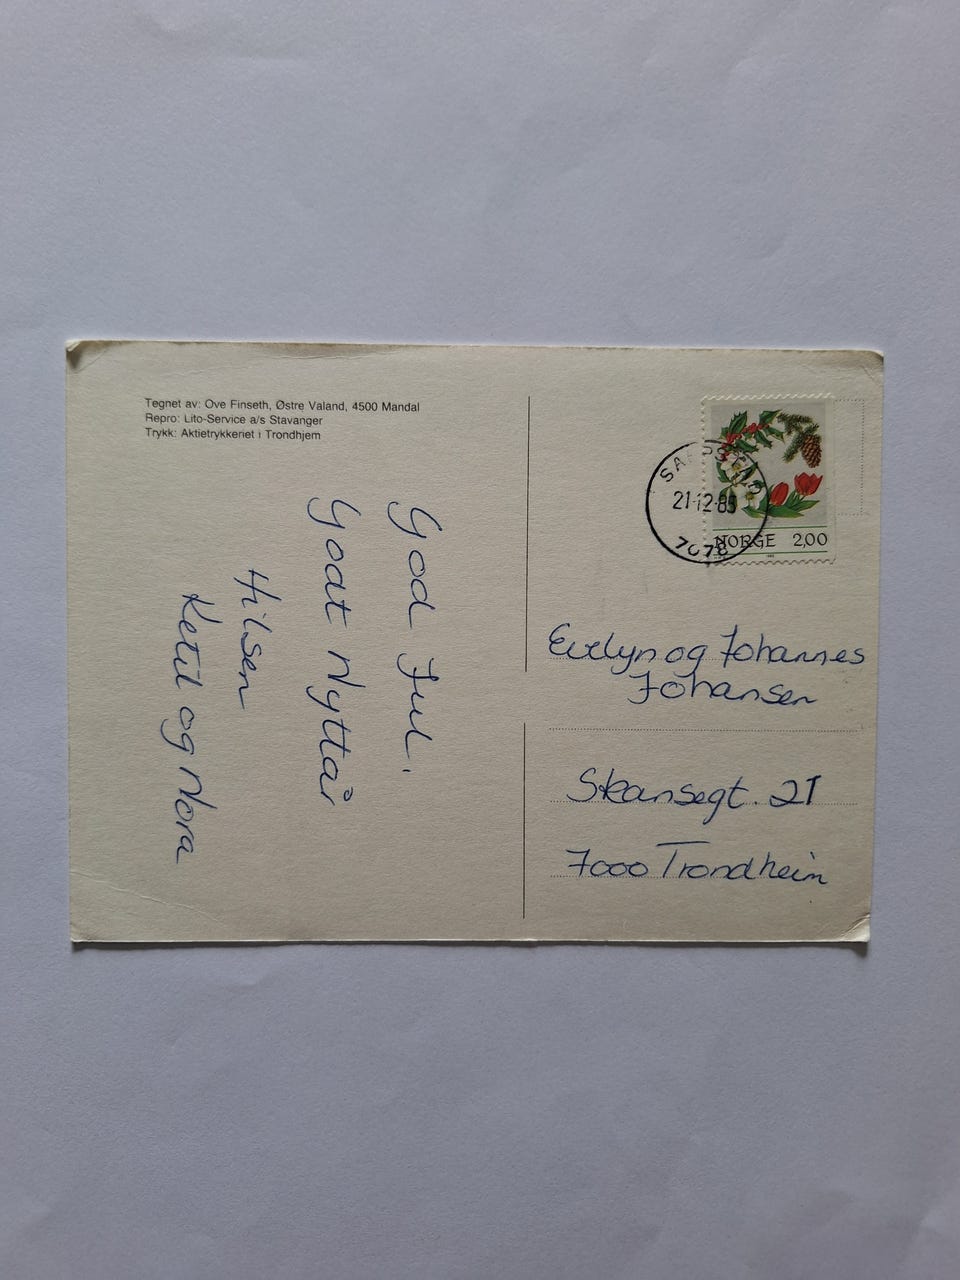 Tegnet av: Ove Finseth, Østre Valand, 4500 Mandal
Repro: Lito-Service a/s Stavanger
Trykk: Aktietrykkeriet i Trondhjem
God Jul.
Godt Nyttår
Hilsen
Ketil og Nora
21-12-85
7078
NORGE 2,00
Evelyn og Johannes
Johansen
Skansegt. 21
7000 Trondheim